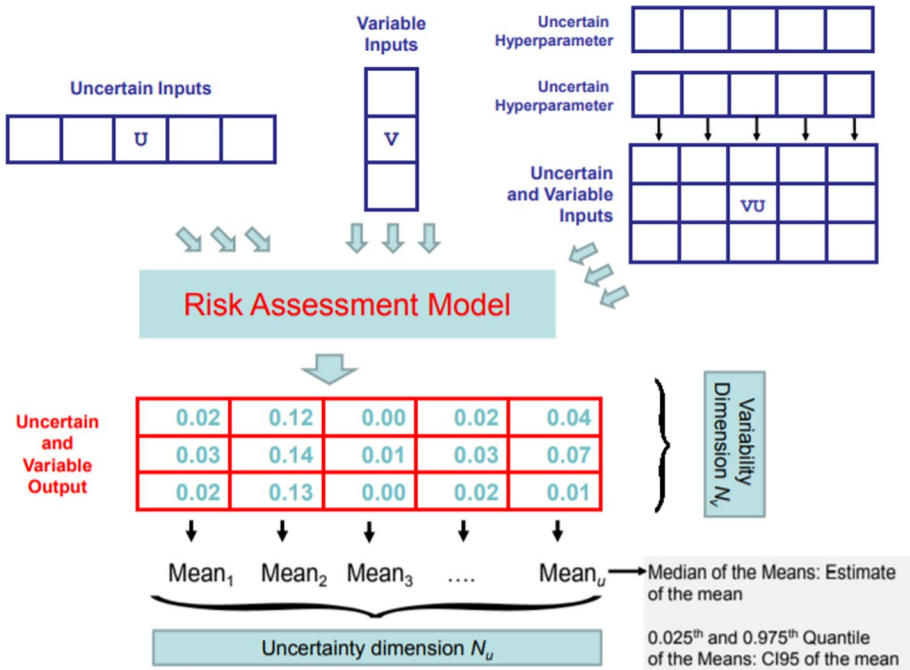 Variable
Inputs
Uncertain
Hyperparameter
Uncertain
Hyperparameter
Uncertain Inputs
U
V
Uncertain
and Variable
Inputs
VU
Risk Assessment Model
Uncertain
and
Variable
Output
0.02 0.12 0.00 0.02 0.04
0.03 0.14 0.01 0.03 0.07
0.02 0.13 0.00 0.02 0.01
Variability
Dimension Nᵥ
Mean₁ Mean₂ Mean₃ .... Meanᵤ
Median of the Means: Estimate
of the mean
0.025th and 0.975th Quantile
of the Means: CI95 of the mean
Uncertainty dimension Nᵤ